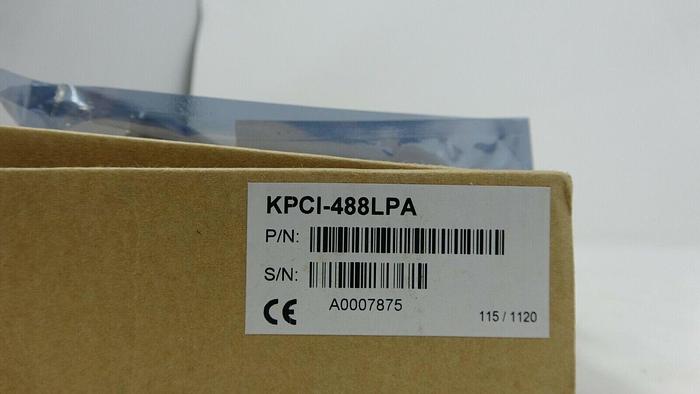 KPCI-488LPA
P/N:
S/N:
CE A0007875
115 / 1120